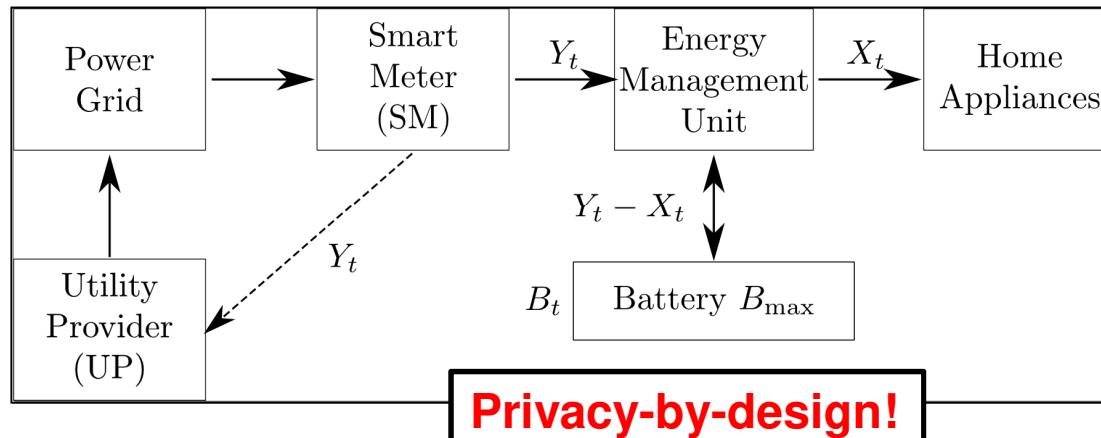 Power
Grid
Smart
Meter
(SM)
Y_t
Energy
Management
Unit
X_t
Home
Appliances
Y_t − X_t
Y_t
Utility
Provider
(UP)
B_t
Battery B_max
Privacy-by-design!